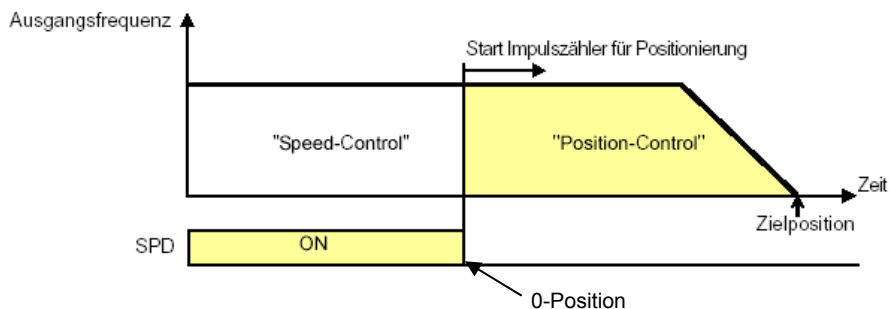 Ausgangsfrequenz
Start Impulszähler für Positionierung
"Speed-Control"
"Position-Control"
Zeit
Zielposition
SPD
ON
0-Position